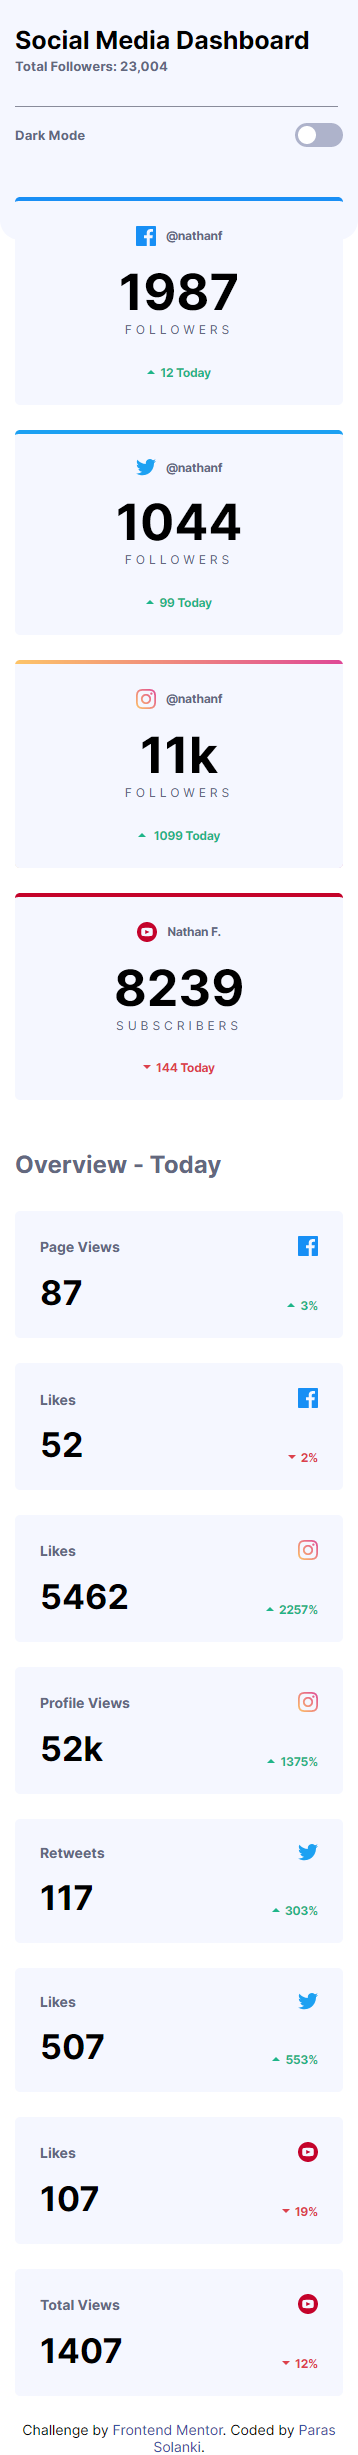 Social Media Dashboard
Total Followers: 23,004
Dark Mode
@nathanf
1987
FOLLOWERS
12 Today
@nathanf
1044
FOLLOWERS
99 Today
@nathanf
11k
FOLLOWERS
1099 Today
Nathan F.
8239
SUBSCRIBERS
144 Today
Overview - Today
Page Views
87
3%
Likes
52
2%
Likes
5462
2257%
Profile Views
52k
1375%
Retweets
117
303%
Likes
507
553%
Likes
107
19%
Total Views
1407
12%
Challenge by Frontend Mentor. Coded by Paras
Solanki.